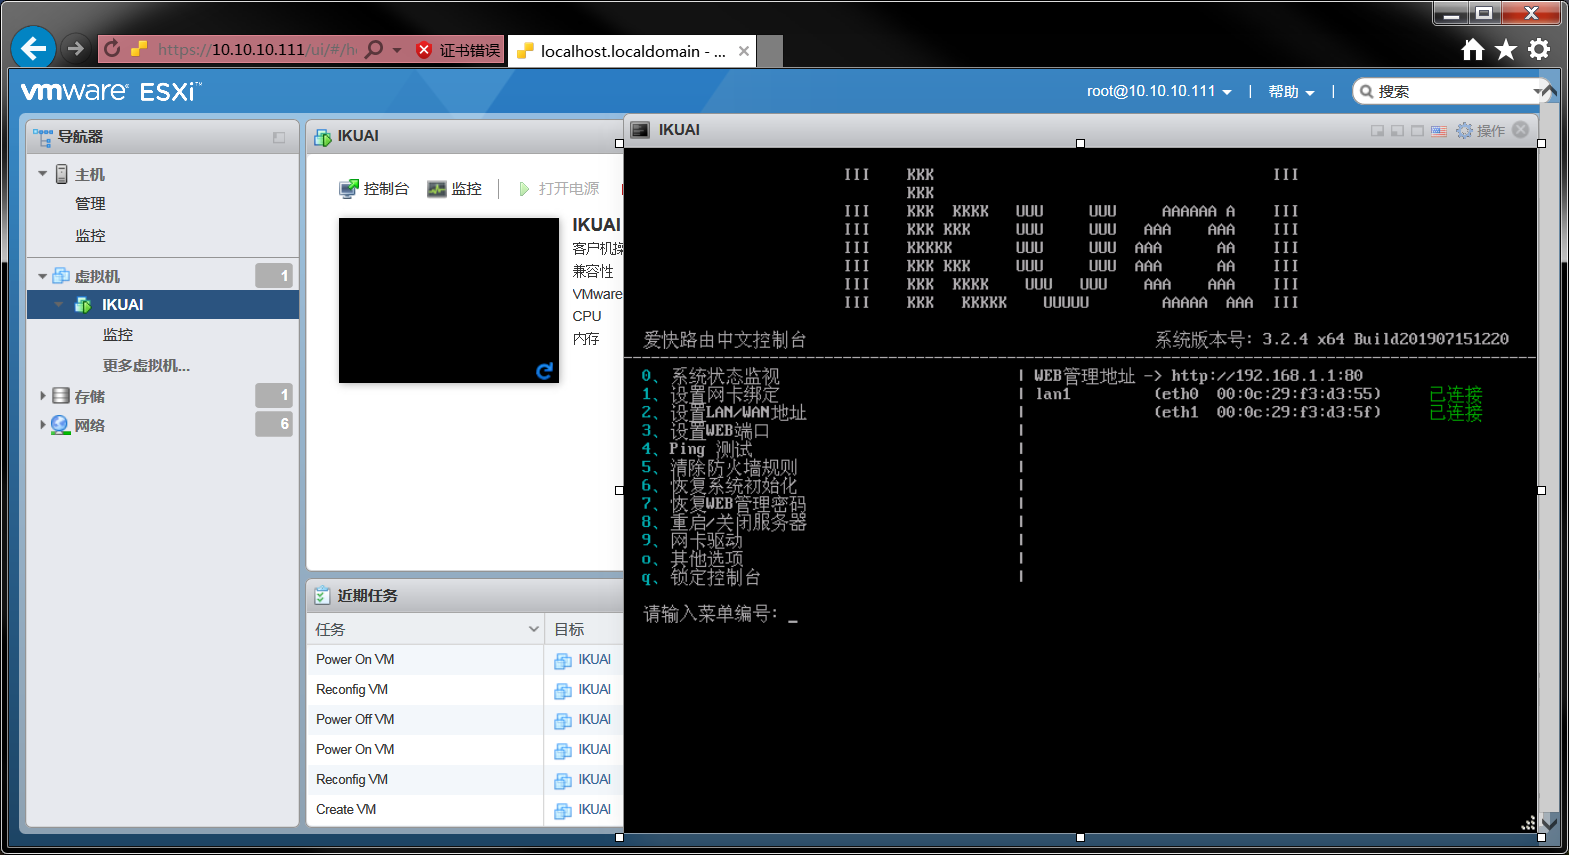 https://10.10.10.111/ui/#/h
证书错误
localhost.localdomain - ...
vmware ESXi™
root@10.10.10.111
帮助
搜索
导航器
主机
管理
监控
虚拟机
1
IKUAI
监控
更多虚拟机...
存储
1
网络
6
IKUAI
控制台
监控
打开电源
IKUAI
客户机操
兼容性
VMware
CPU
内存
近期任务
任务
目标
Power On VM
IKUAI
Reconfig VM
IKUAI
Power Off VM
IKUAI
Power On VM
IKUAI
Reconfig VM
IKUAI
Create VM
IKUAI
IKUAI
操作
III    KKK                                     III
       KKK
III    KKK  KKKK   UUU     UUU     AAAAAA A    III
III    KKK KKK     UUU     UUU   AAA    AAA    III
III    KKKKK       UUU     UUU  AAA      AA    III
III    KKK KKK     UUU     UUU  AAA      AA    III
III    KKK  KKKK    UUU   UUU    AAA    AAA    III
III    KKK   KKKKK    UUUUU        AAAAA  AAA  III
爱快路由中文控制台
系统版本号: 3.2.4 x64 Build201907151220
0、系统状态监视
1、设置网卡绑定
2、设置LAN/WAN地址
3、设置WEB端口
4、Ping 测试
5、清除防火墙规则
6、恢复系统初始化
7、恢复WEB管理密码
8、重启/关闭服务器
9、网卡驱动
o、其他选项
q、锁定控制台
WEB管理地址 -> http://192.168.1.1:80
lan1 (eth0 00:0c:29:f3:d3:55) 已连接
(eth1 00:0c:29:f3:d3:5f) 已连接
请输入菜单编号: _